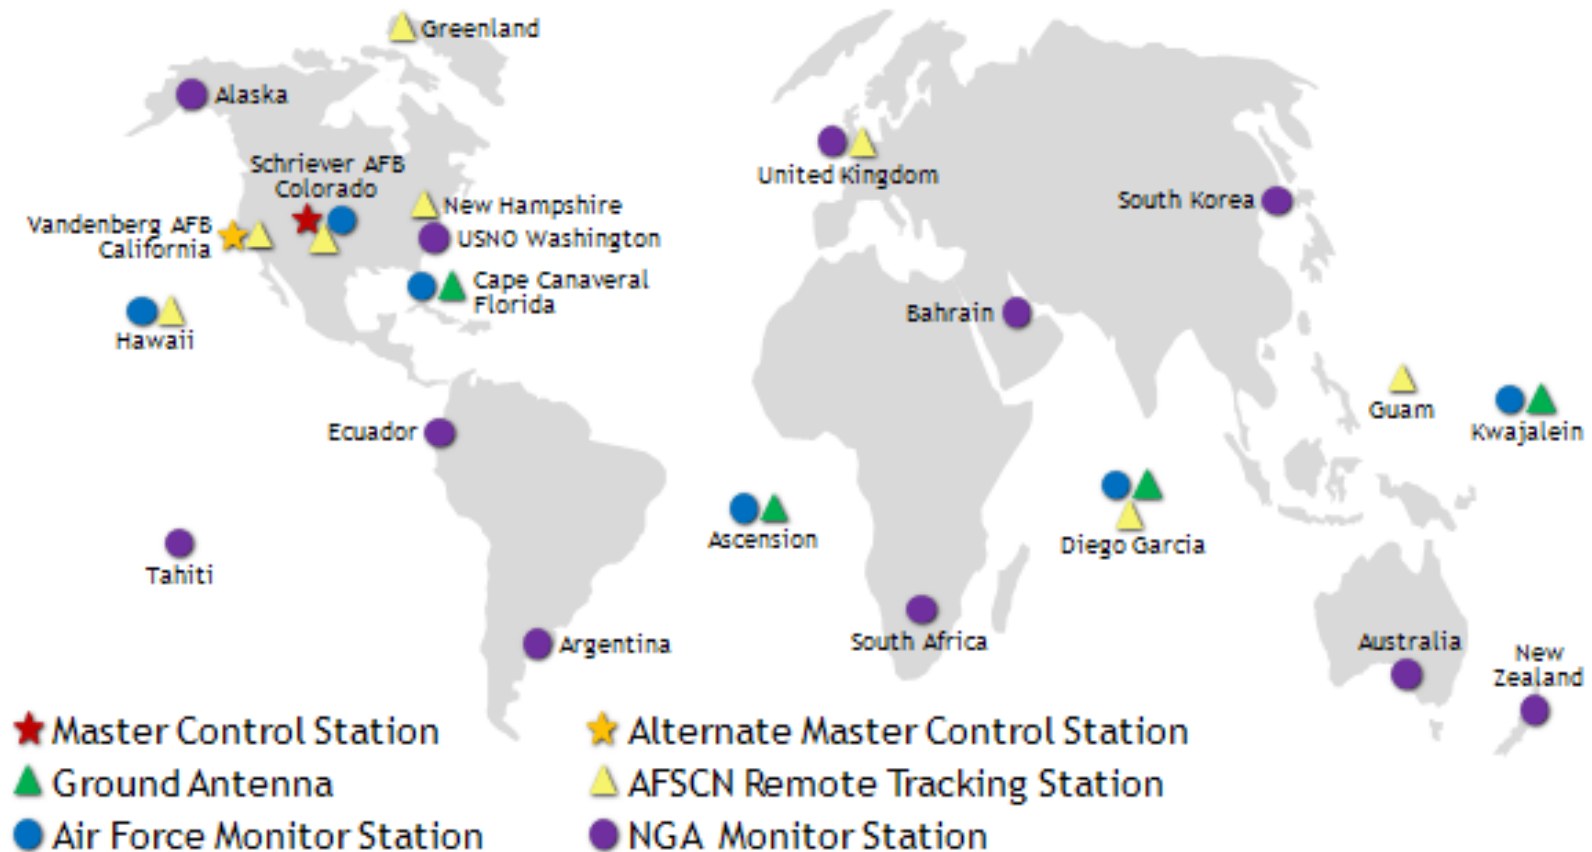 Greenland
Alaska
Schriever AFB
Colorado
New Hampshire
Vandenberg AFB
California
USNO Washington
Cape Canaveral
Florida
Hawaii
United Kingdom
South Korea
Bahrain
Guam
Kwajalein
Ecuador
Ascension
Diego Garcia
Tahiti
Argentina
South Africa
Australia
New
Zealand
Master Control Station
Alternate Master Control Station
Ground Antenna
AFSCN Remote Tracking Station
Air Force Monitor Station
NGA Monitor Station